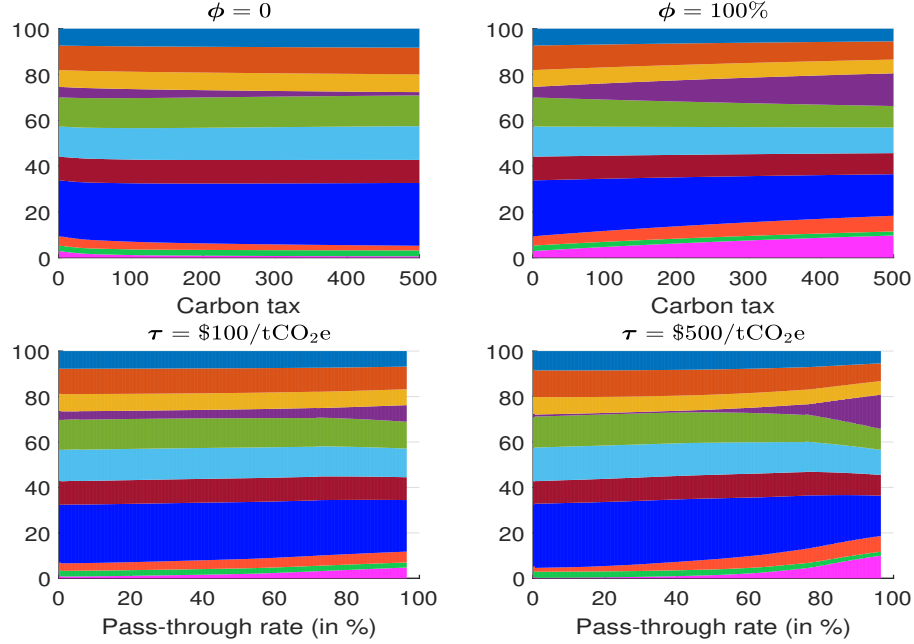 ϕ = 0
100
80
60
40
20
0
0 100 200 300 400 500
Carbon tax
ϕ = 100%
100
80
60
40
20
0
0 100 200 300 400 500
Carbon tax
τ = $100/tCO₂e
100
80
60
40
20
0
0 20 40 60 80 100
Pass-through rate (in %)
τ = $500/tCO₂e
100
80
60
40
20
0
0 20 40 60 80 100
Pass-through rate (in %)